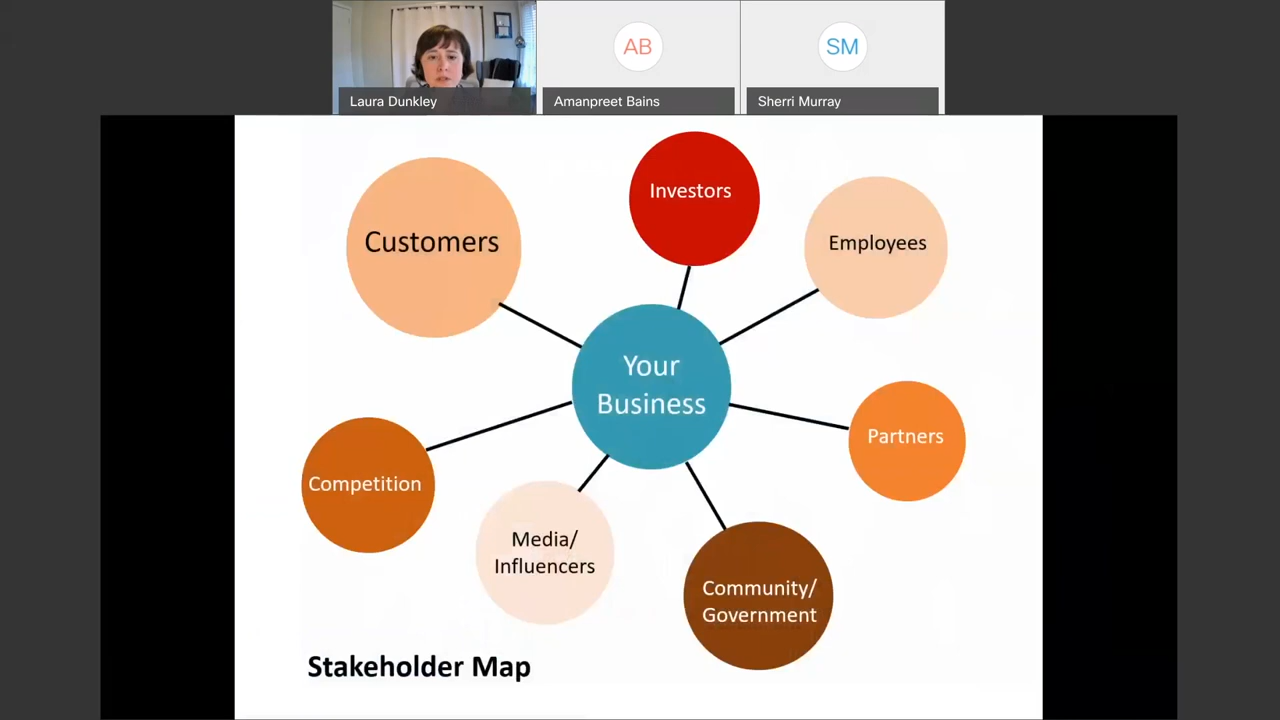 AB
SM
Laura Dunkley
Amanpreet Bains
Sherri Murray
Investors
Customers
Employees
Your
Business
Partners
Competition
Media/
Influencers
Community/
Government
Stakeholder Map